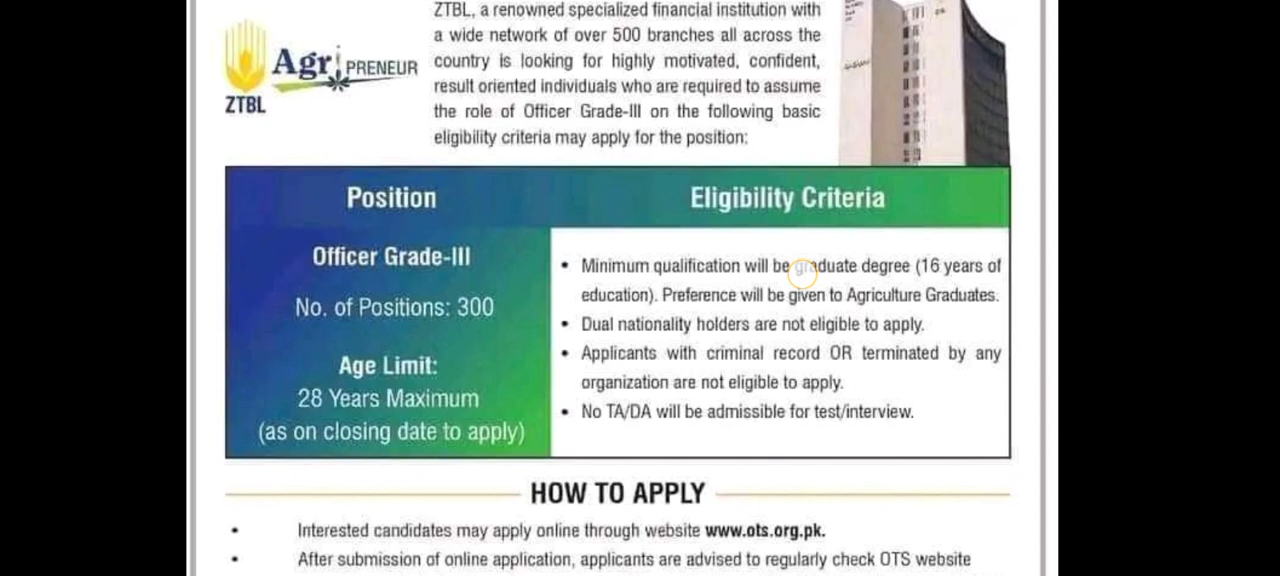 ZTBL, a renowned specialized financial institution with
a wide network of over 500 branches all across the
country is looking for highly motivated, confident,
result oriented individuals who are required to assume
the role of Officer Grade-III on the following basic
eligibility criteria may apply for the position:
AgriPRENEUR
ZTBL
Position
Eligibility Criteria
Officer Grade-III
No. of Positions: 300
Age Limit:
28 Years Maximum
(as on closing date to apply)
• Minimum qualification will be graduate degree (16 years of
education). Preference will be given to Agriculture Graduates.
• Dual nationality holders are not eligible to apply.
• Applicants with criminal record OR terminated by any
organization are not eligible to apply.
• No TA/DA will be admissible for test/interview.
HOW TO APPLY
• Interested candidates may apply online through website www.ots.org.pk.
• After submission of online application, applicants are advised to regularly check OTS website